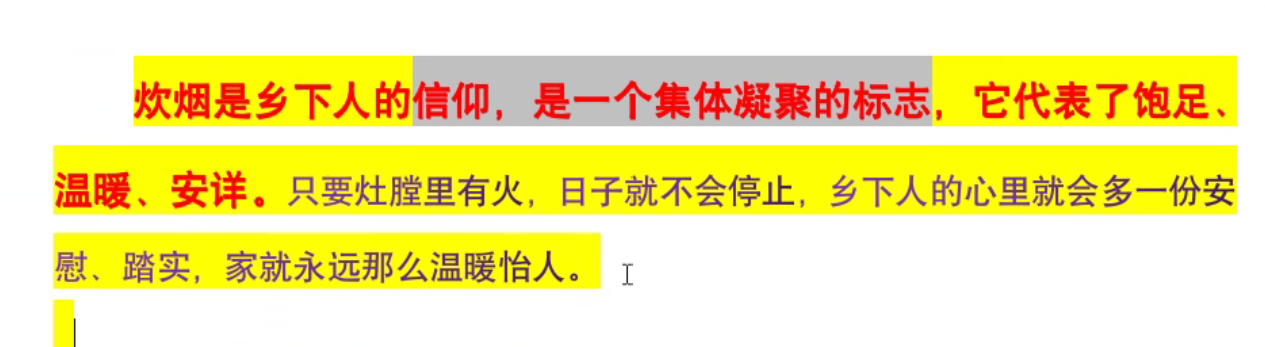 炊烟是乡下人的信仰，是一个集体凝聚的标志，它代表了饱足、
温暖、安详。只要灶膛里有火，日子就不会停止，乡下人的心里就会多一份安
慰、踏实，家就永远那么温暖怡人。